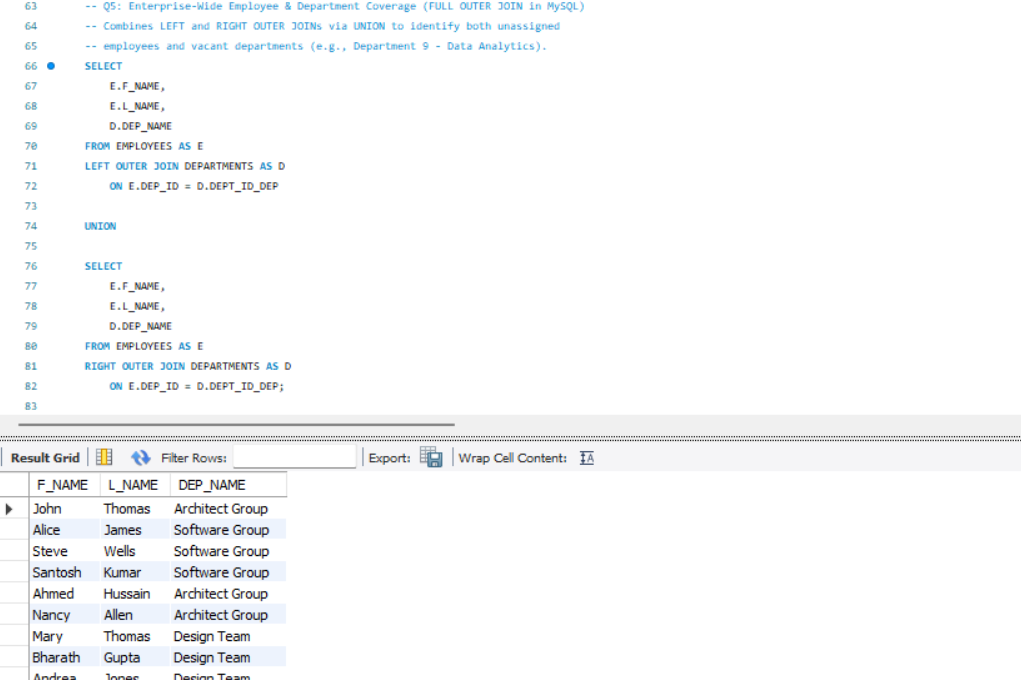 63 -- Q5: Enterprise-Wide Employee & Department Coverage (FULL OUTER JOIN in MySQL)
64 -- Combines LEFT and RIGHT OUTER JOINs via UNION to identify both unassigned
65 -- employees and vacant departments (e.g., Department 9 - Data Analytics).
66 SELECT
67 E.F_NAME,
68 E.L_NAME,
69 D.DEP_NAME
70 FROM EMPLOYEES AS E
71 LEFT OUTER JOIN DEPARTMENTS AS D
72 ON E.DEP_ID = D.DEPT_ID_DEP
73
74 UNION
75
76 SELECT
77 E.F_NAME,
78 E.L_NAME,
79 D.DEP_NAME
80 FROM EMPLOYEES AS E
81 RIGHT OUTER JOIN DEPARTMENTS AS D
82 ON E.DEP_ID = D.DEPT_ID_DEP;
83
Result Grid Filter Rows: Export: Wrap Cell Content: IA
F_NAME L_NAME DEP_NAME
John Thomas Architect Group
Alice James Software Group
Steve Wells Software Group
Santosh Kumar Software Group
Ahmed Hussain Architect Group
Nancy Allen Architect Group
Mary Thomas Design Team
Bharath Gupta Design Team
Andrea Jones Design Team